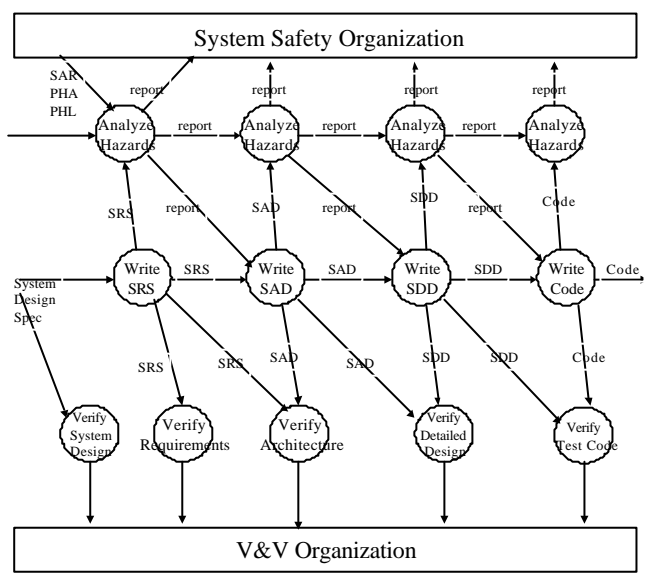 System Safety Organization
SAR
PHA
PHL
report
report
report
report
Analyze
Hazards
report
Analyze
Hazards
report
Analyze
Hazards
report
Analyze
Hazards
SRS
report
SAD
report
SDD
report
Code
System
Design
Spec
Write
SRS
SRS
Write
SAD
SAD
Write
SDD
SDD
Write
Code
Code
SRS
SRS
SAD
SAD
SDD
SDD
Code
Verify
System
Design
Verify
Requirements
Verify
Architecture
Verify
Detailed
Design
Verify
Test Code
V&V Organization